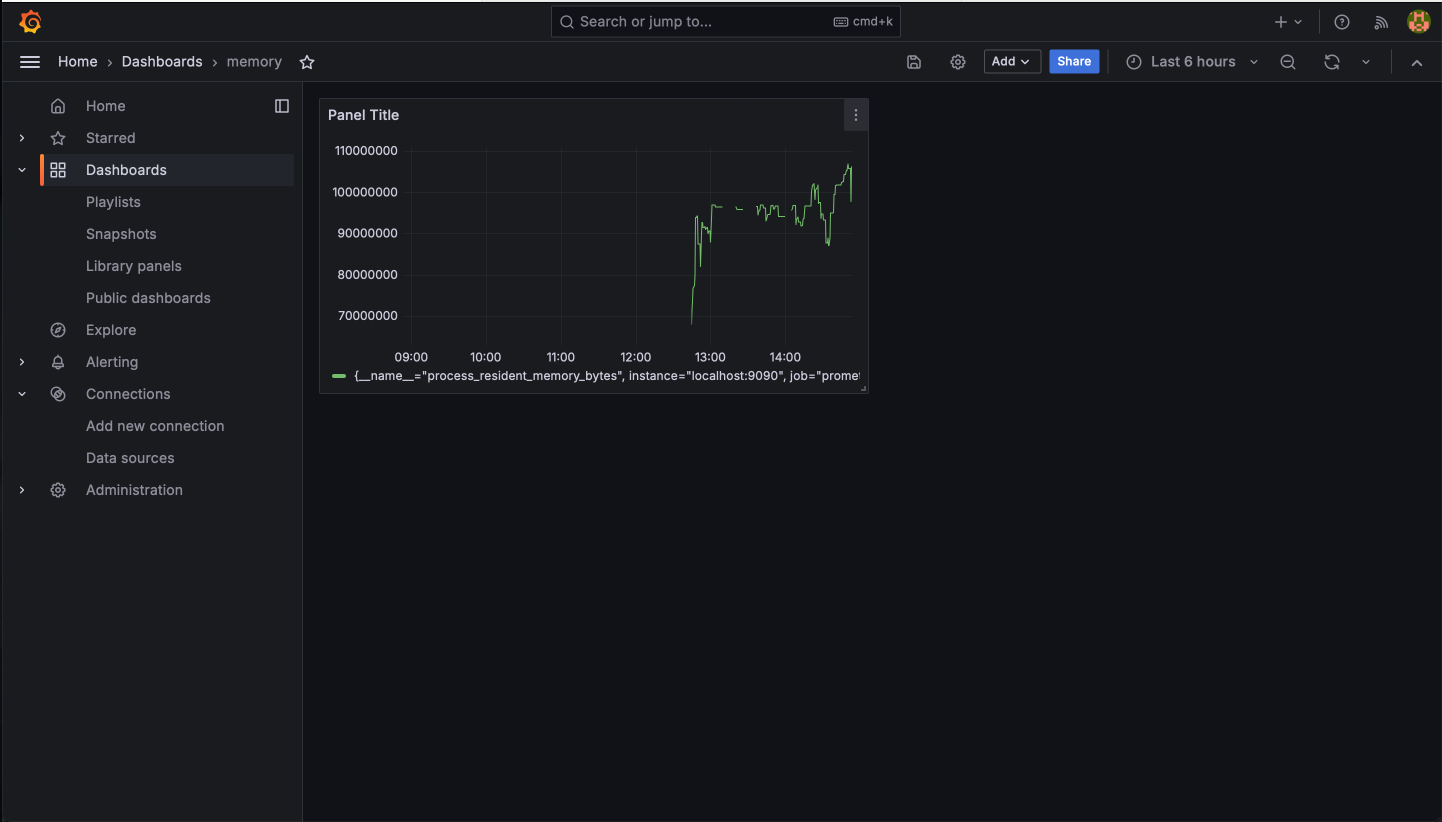 Search or jump to... cmd+k
Home › Dashboards › memory
Add
Share
Last 6 hours
Home
Starred
Dashboards
Playlists
Snapshots
Library panels
Public dashboards
Explore
Alerting
Connections
Add new connection
Data sources
Administration
Panel Title
110000000
100000000
90000000
80000000
70000000
09:00 10:00 11:00 12:00 13:00 14:00
{__name__="process_resident_memory_bytes", instance="localhost:9090", job="promet